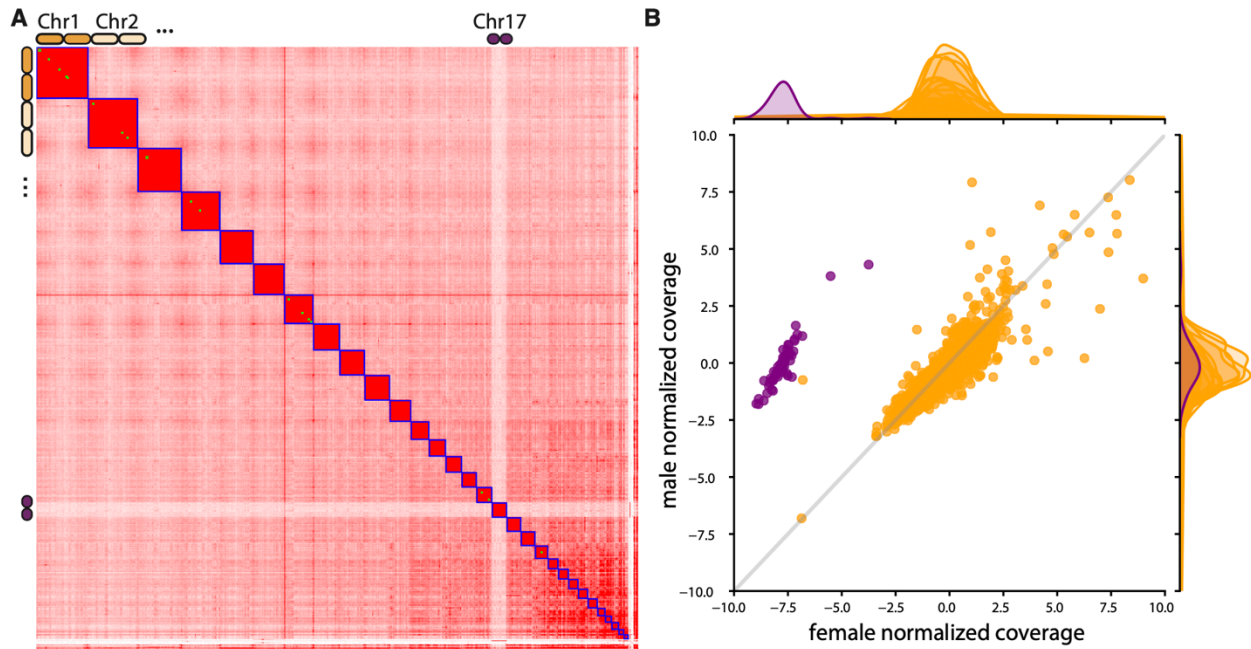 A
Chr1 Chr2 ... Chr17
...
B
10.0
7.5
5.0
2.5
0.0
−2.5
−5.0
−7.5
−10.0
male normalized coverage
−10.0 −7.5 −5.0 −2.5 0.0 2.5 5.0 7.5 10.0
female normalized coverage